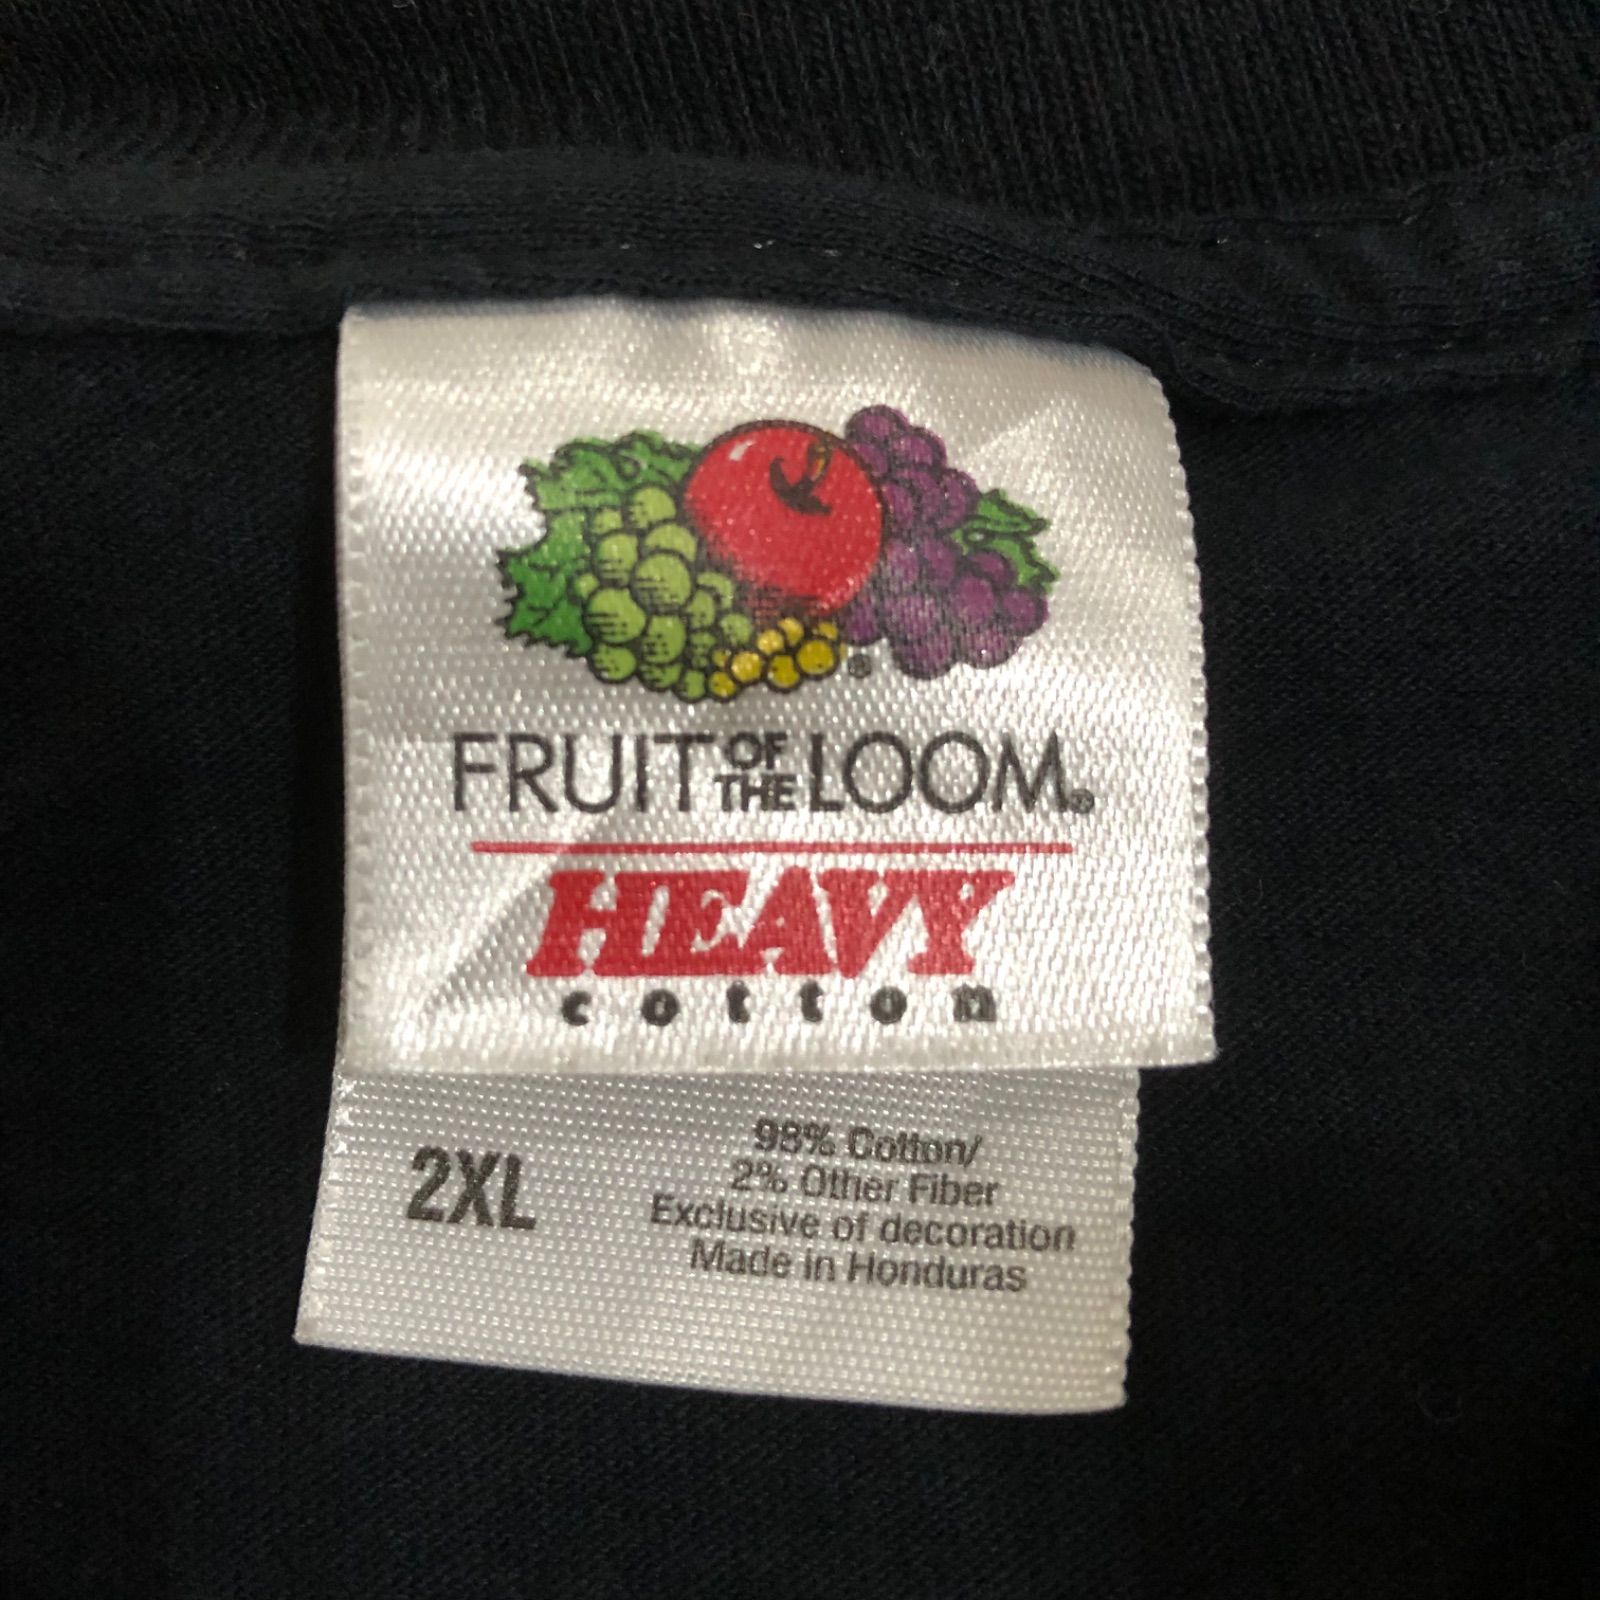 ®
FRUIT OF THE LOOM®
HEAVY
cotton
2XL
98% Cotton/
2% Other Fiber
Exclusive of decoration
Made in Honduras